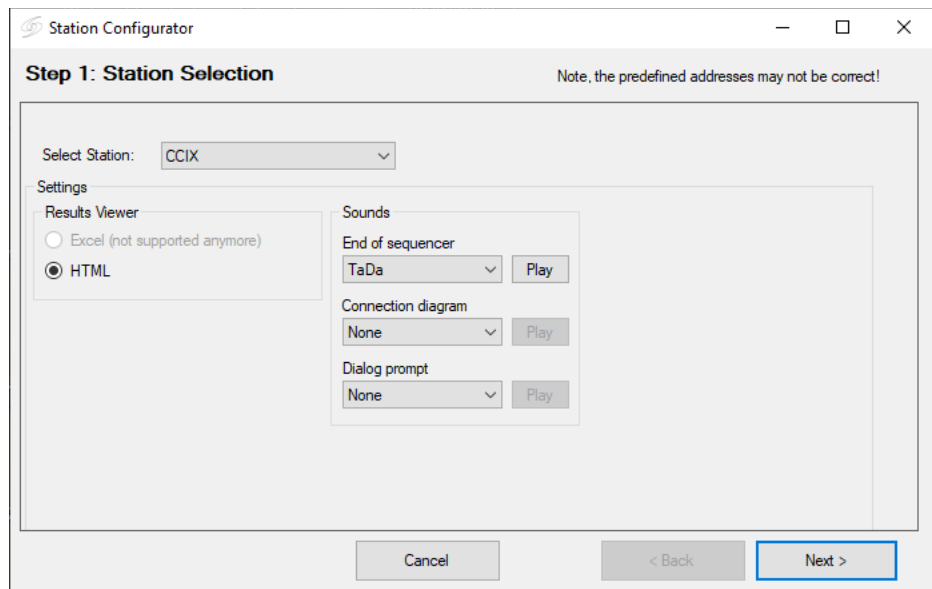 Station Configurator
Step 1: Station Selection
Note, the predefined addresses may not be correct!
Select Station: CCIX
Settings
Results Viewer
Excel (not supported anymore)
HTML
Sounds
End of sequencer
TaDa Play
Connection diagram
None Play
Dialog prompt
None Play
Cancel < Back Next >